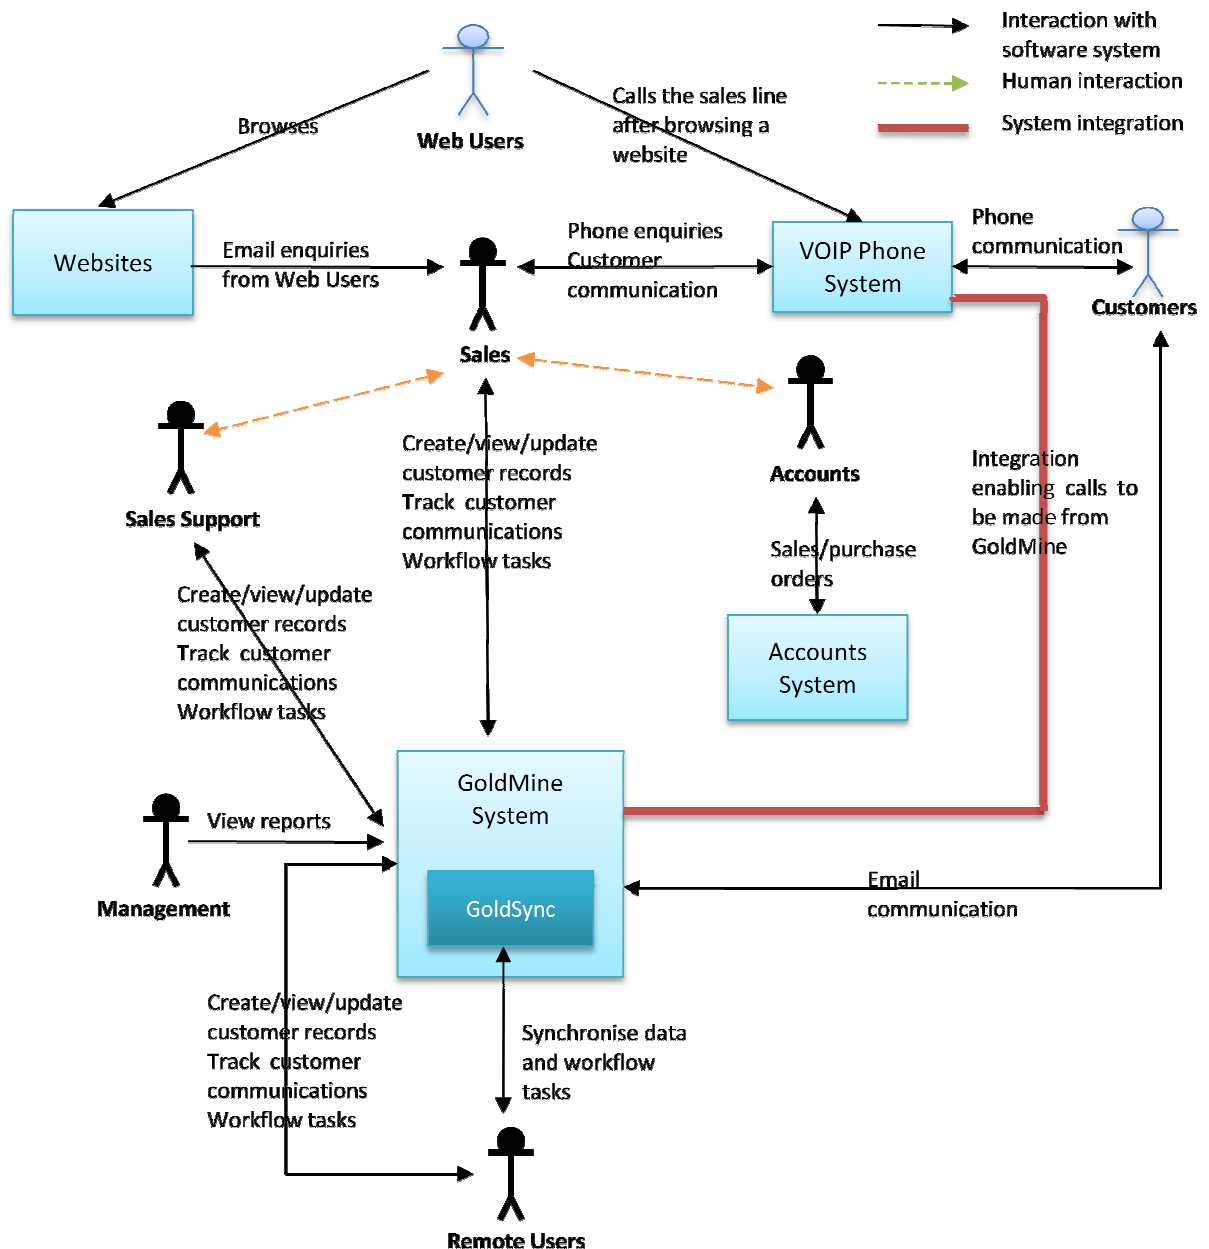 Interaction with
software system
Human interaction
System integration
Web Users
Browses
Calls the sales line
after browsing a
website
Websites
Email enquiries
from Web Users
Sales
Phone enquiries
Customer
communication
VOIP Phone
System
Phone
communication
Customers
Sales Support
Create/view/update
customer records
Track customer
communications
Workflow tasks
Accounts
Integration
enabling calls to
be made from
GoldMine
Sales/purchase
orders
Accounts
System
Create/view/update
customer records
Track customer
communications
Workflow tasks
GoldMine
System
View reports
Management
GoldSync
Email
communication
Create/view/update
customer records
Track customer
communications
Workflow tasks
Synchronise data
and workflow
tasks
Remote Users